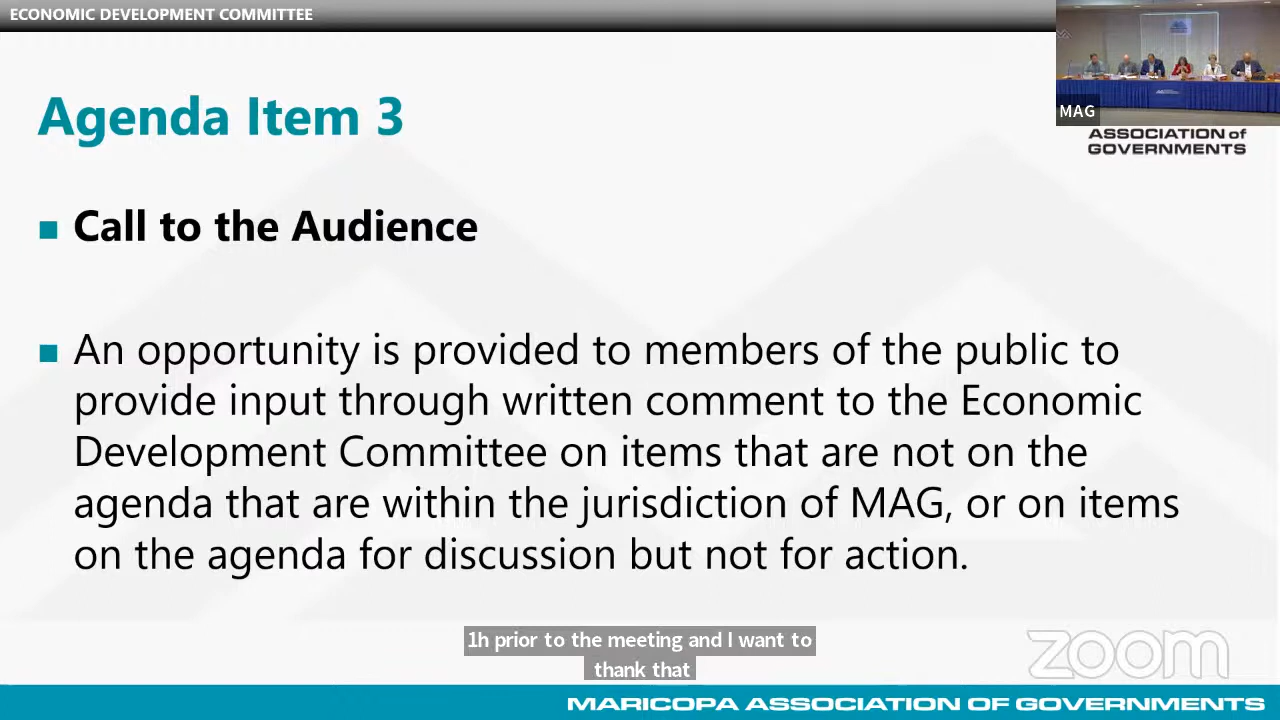 ECONOMIC DEVELOPMENT COMMITTEE
MAG
ASSOCIATION of
GOVERNMENTS
Agenda Item 3
Call to the Audience
An opportunity is provided to members of the public to
provide input through written comment to the Economic
Development Committee on items that are not on the
agenda that are within the jurisdiction of MAG, or on items
on the agenda for discussion but not for action.
1h prior to the meeting and I want to
thank that
zoom
MARICOPA ASSOCIATION OF GOVERNMENTS